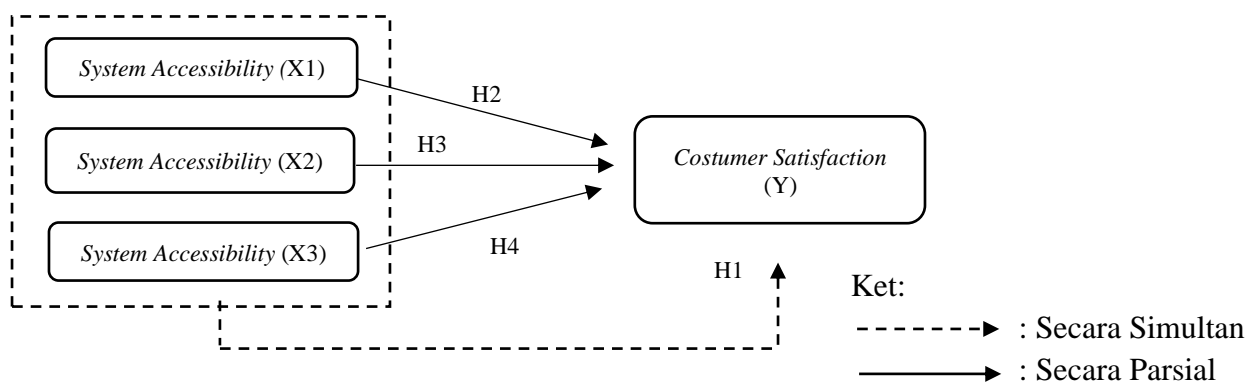 System Accessibility (X1)
H2
System Accessibility (X2)
H3
Costumer Satisfaction
(Y)
System Accessibility (X3)
H4
H1
Ket:
: Secara Simultan
: Secara Parsial